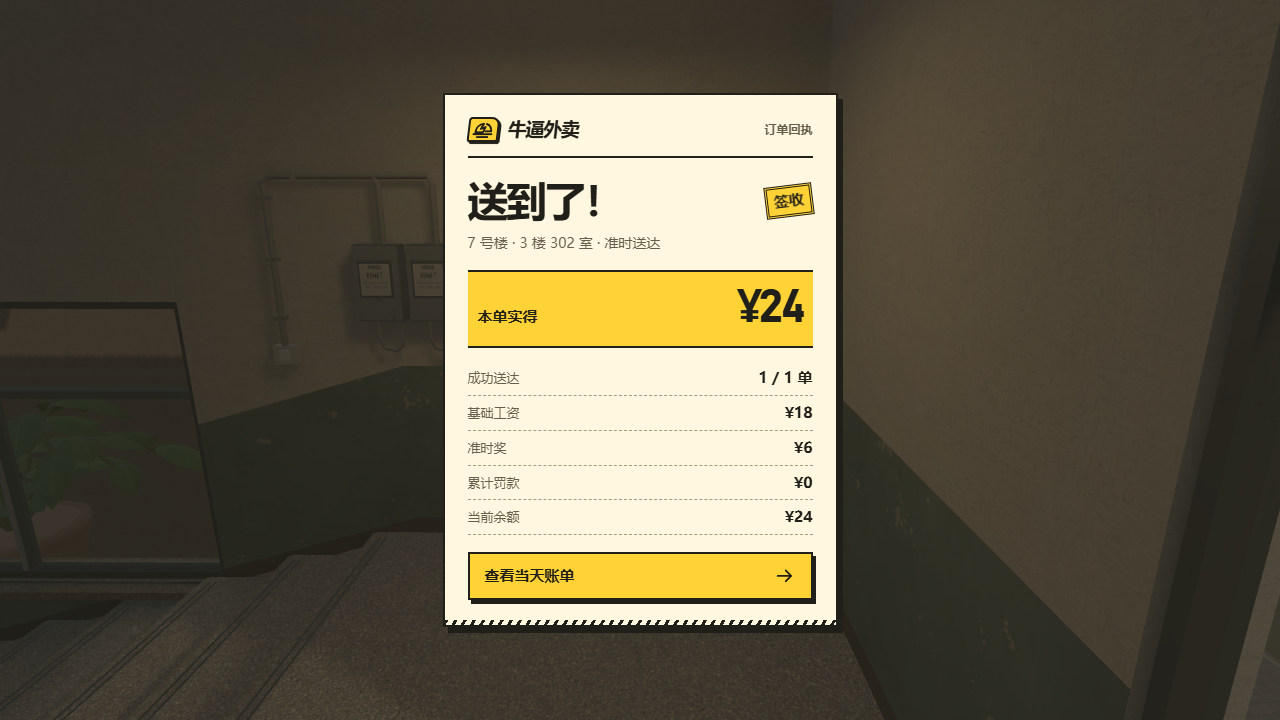 牛逼外卖
订单回执
送到了!
签收
7 号楼 · 3 楼 302 室 · 准时送达
本单实得
¥24
成功送达
1 / 1 单
基础工资
¥18
准时奖
¥6
累计罚款
¥0
当前余额
¥24
查看当天账单 →